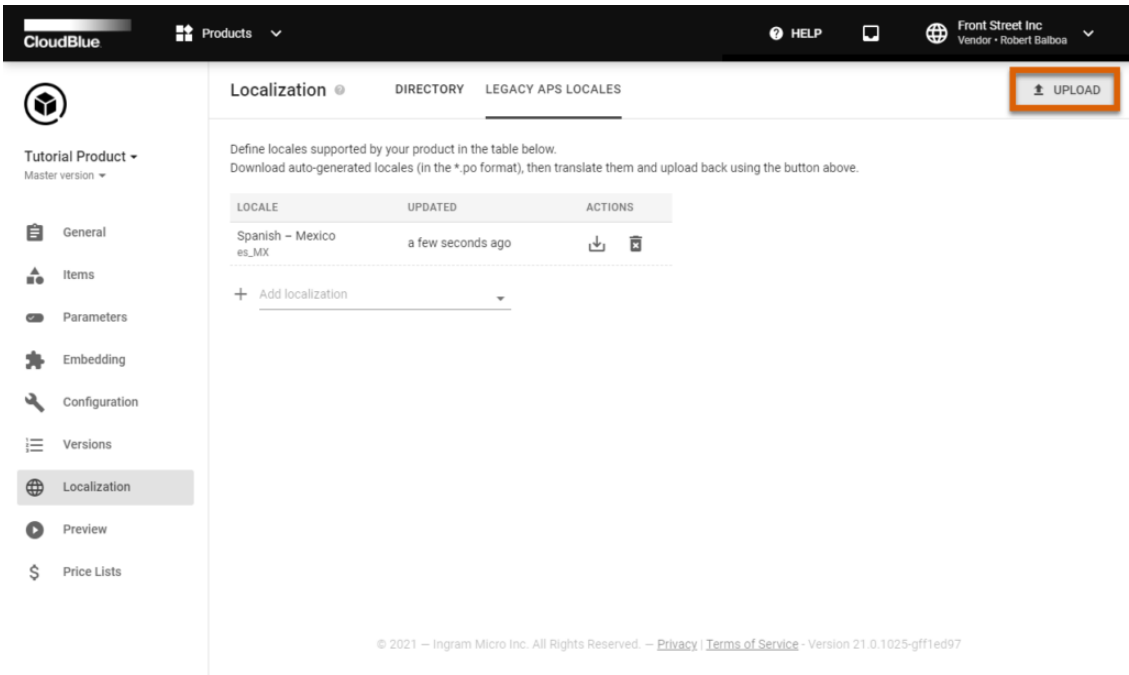 CloudBlue
Products
HELP
Front Street Inc
Vendor • Robert Balboa
Localization
DIRECTORY
LEGACY APS LOCALES
UPLOAD
Tutorial Product
Master version
General
Items
Parameters
Embedding
Configuration
Versions
Localization
Preview
Price Lists
Define locales supported by your product in the table below.
Download auto-generated locales (in the *.po format), then translate them and upload back using the button above.
LOCALE UPDATED ACTIONS
Spanish – Mexico a few seconds ago
es_MX
Add localization
© 2021 — Ingram Micro Inc. All Rights Reserved. — Privacy | Terms of Service - Version 21.0.1025-gff1ed97